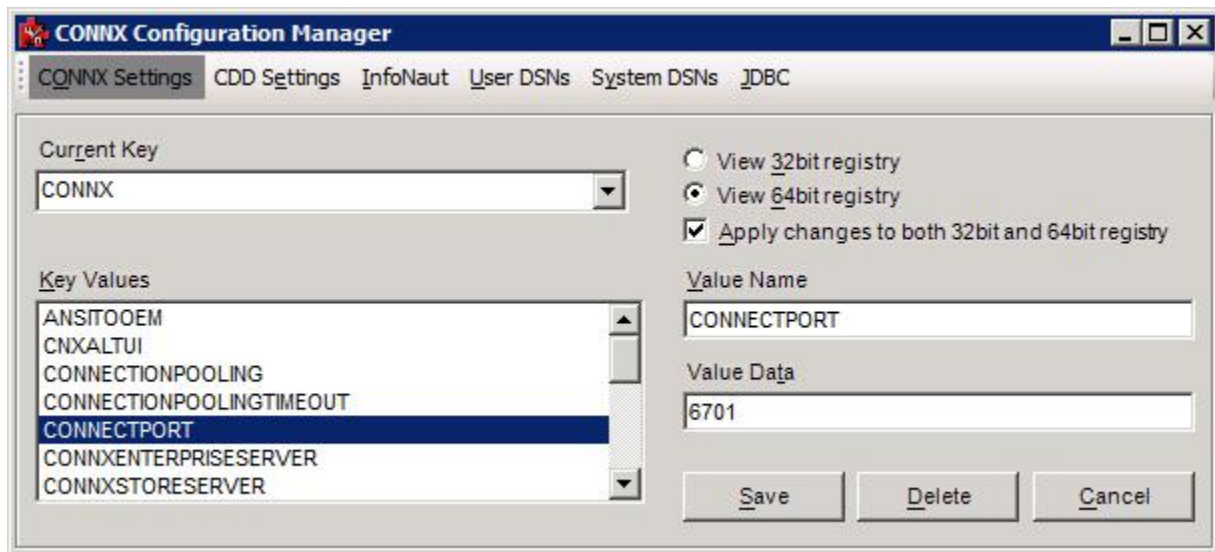 CONNX Configuration Manager
CONNX Settings CDD Settings InfoNaut User DSNs System DSNs JDBC
Current Key
CONNX
View 32bit registry
View 64bit registry
Apply changes to both 32bit and 64bit registry
Key Values
ANSITOOEM
CNXALTUI
CONNECTIONPOOLING
CONNECTIONPOOLINGTIMEOUT
CONNECTPORT
CONNXENTERPRISESERVER
CONNXSTORESERVER
Value Name
CONNECTPORT
Value Data
6701
Save Delete Cancel